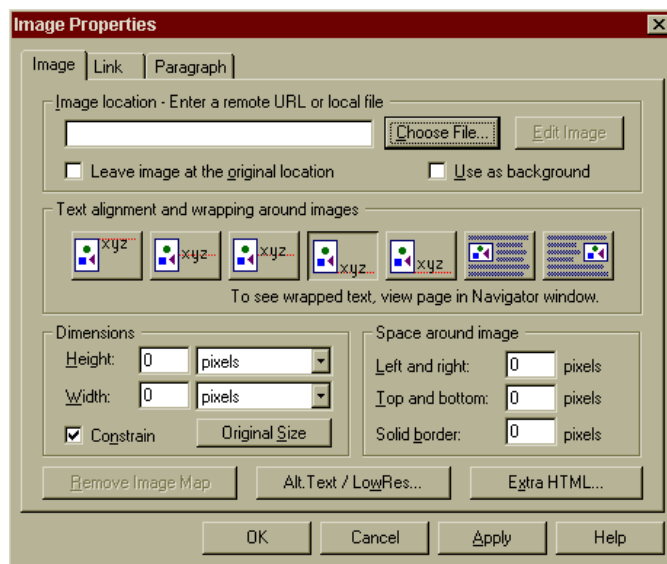 Image Properties
Image Link Paragraph
Image location - Enter a remote URL or local file
Choose File... Edit Image
Leave image at the original location Use as background
Text alignment and wrapping around images
xyz xyz xyz xyz xyz
To see wrapped text, view page in Navigator window.
Dimensions Space around image
Height: 0 pixels Left and right: 0 pixels
Width: 0 pixels Top and bottom: 0 pixels
Constrain Original Size Solid border: 0 pixels
Remove Image Map Alt.Text / LowRes... Extra HTML...
OK Cancel Apply Help